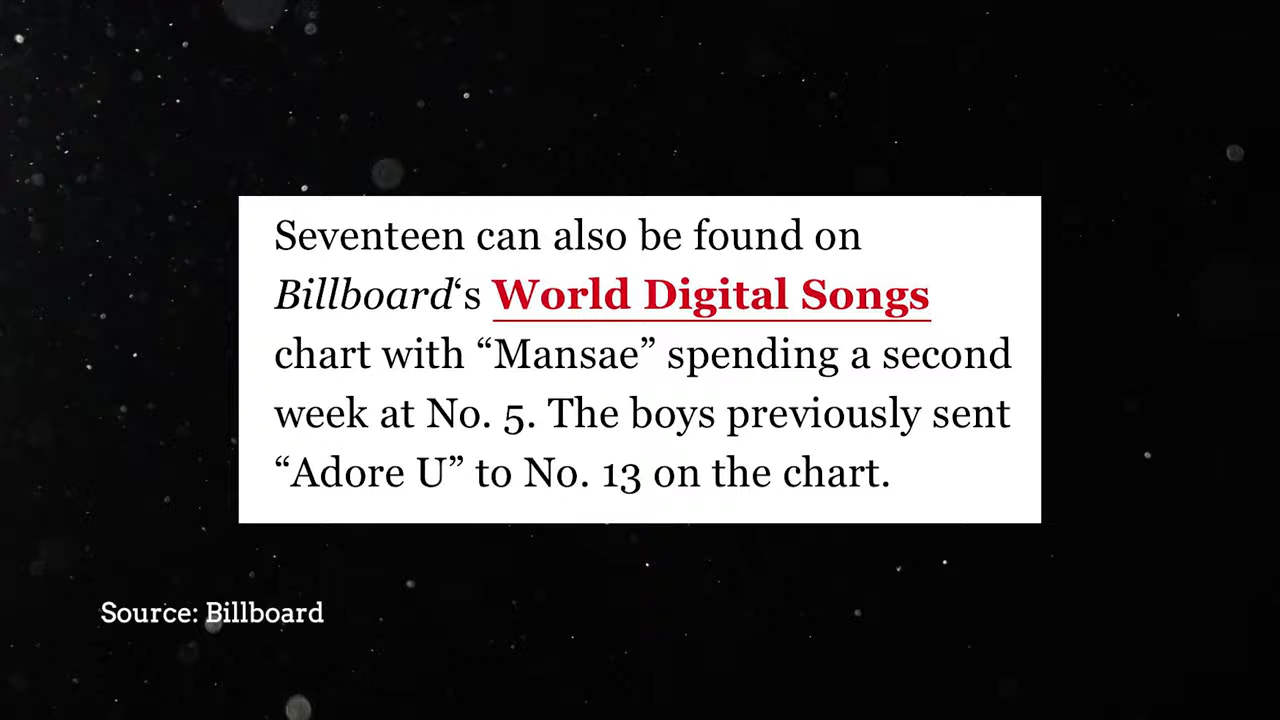 Seventeen can also be found on
Billboard‘s World Digital Songs
chart with “Mansae” spending a second
week at No. 5. The boys previously sent
“Adore U” to No. 13 on the chart.
Source: Billboard